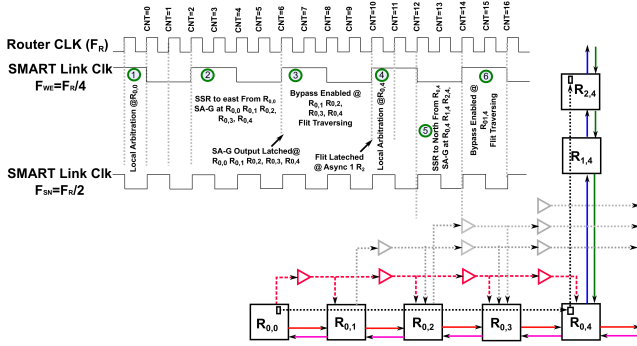 CNT=0
CNT=1
CNT=2
CNT=3
CNT=4
CNT=5
CNT=6
CNT=7
CNT=8
CNT=9
CNT=10
CNT=11
CNT=12
CNT=13
CNT=14
CNT=15
CNT=16
Router CLK (FR)
SMART Link Clk
FWE=FR/4
1
2
3
4
6
Local Arbitration @R0,0
SSR to east From R0,0
SA-G at R0,0 R0,1 R0,2,
R0,3, R0,4
Bypass Enabled @
R0,1 R0,2,
R0,3, R0,4
Flit Traversing
Local Arbitration @R0,4
5
SSR to North From R0,4
SA-G at R0,4 R1,4 R2,4,
Bypass Enabled @
R01,4
Flit Traversing
SA-G Output Latched@
R0,0 R0,1 R0,2, R0,3, R0,4
Flit Lateched
@ Async 1 R2
SMART Link Clk
FSN=FR/2
R2,4
R1,4
R0,0
R0,1
R0,2
R0,3
R0,4